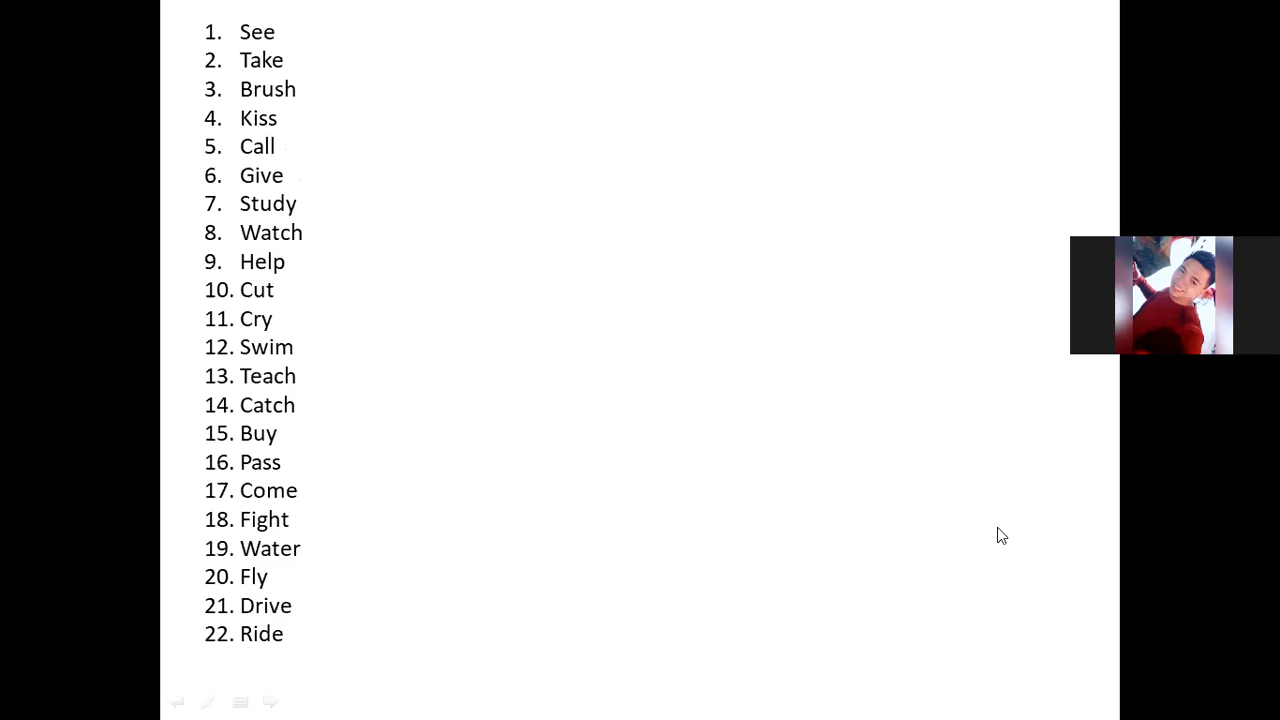 1. See
2. Take
3. Brush
4. Kiss
5. Call
6. Give
7. Study
8. Watch
9. Help
10. Cut
11. Cry
12. Swim
13. Teach
14. Catch
15. Buy
16. Pass
17. Come
18. Fight
19. Water
20. Fly
21. Drive
22. Ride